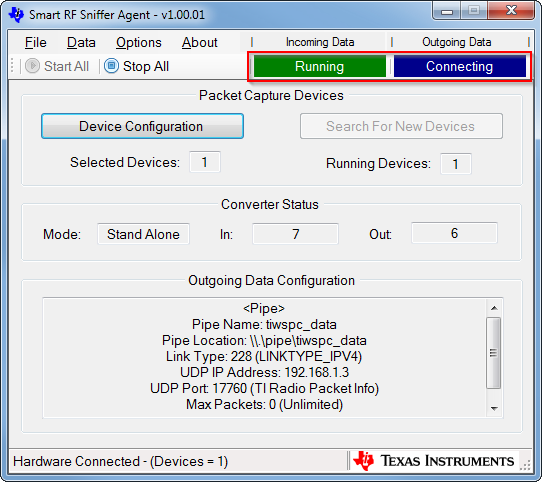 Smart RF Sniffer Agent - v1.00.01
File Data Options About Incoming Data Outgoing Data
Start All Stop All Running Connecting
Packet Capture Devices
Device Configuration Search For New Devices
Selected Devices: 1 Running Devices: 1
Converter Status
Mode: Stand Alone In: 7 Out: 6
Outgoing Data Configuration
<Pipe>
Pipe Name: tiwspc_data
Pipe Location: \\.\pipe\tiwspc_data
Link Type: 228 (LINKTYPE_IPV4)
UDP IP Address: 192.168.1.3
UDP Port: 17760 (TI Radio Packet Info)
Max Packets: 0 (Unlimited)
Hardware Connected - (Devices = 1) TEXAS INSTRUMENTS